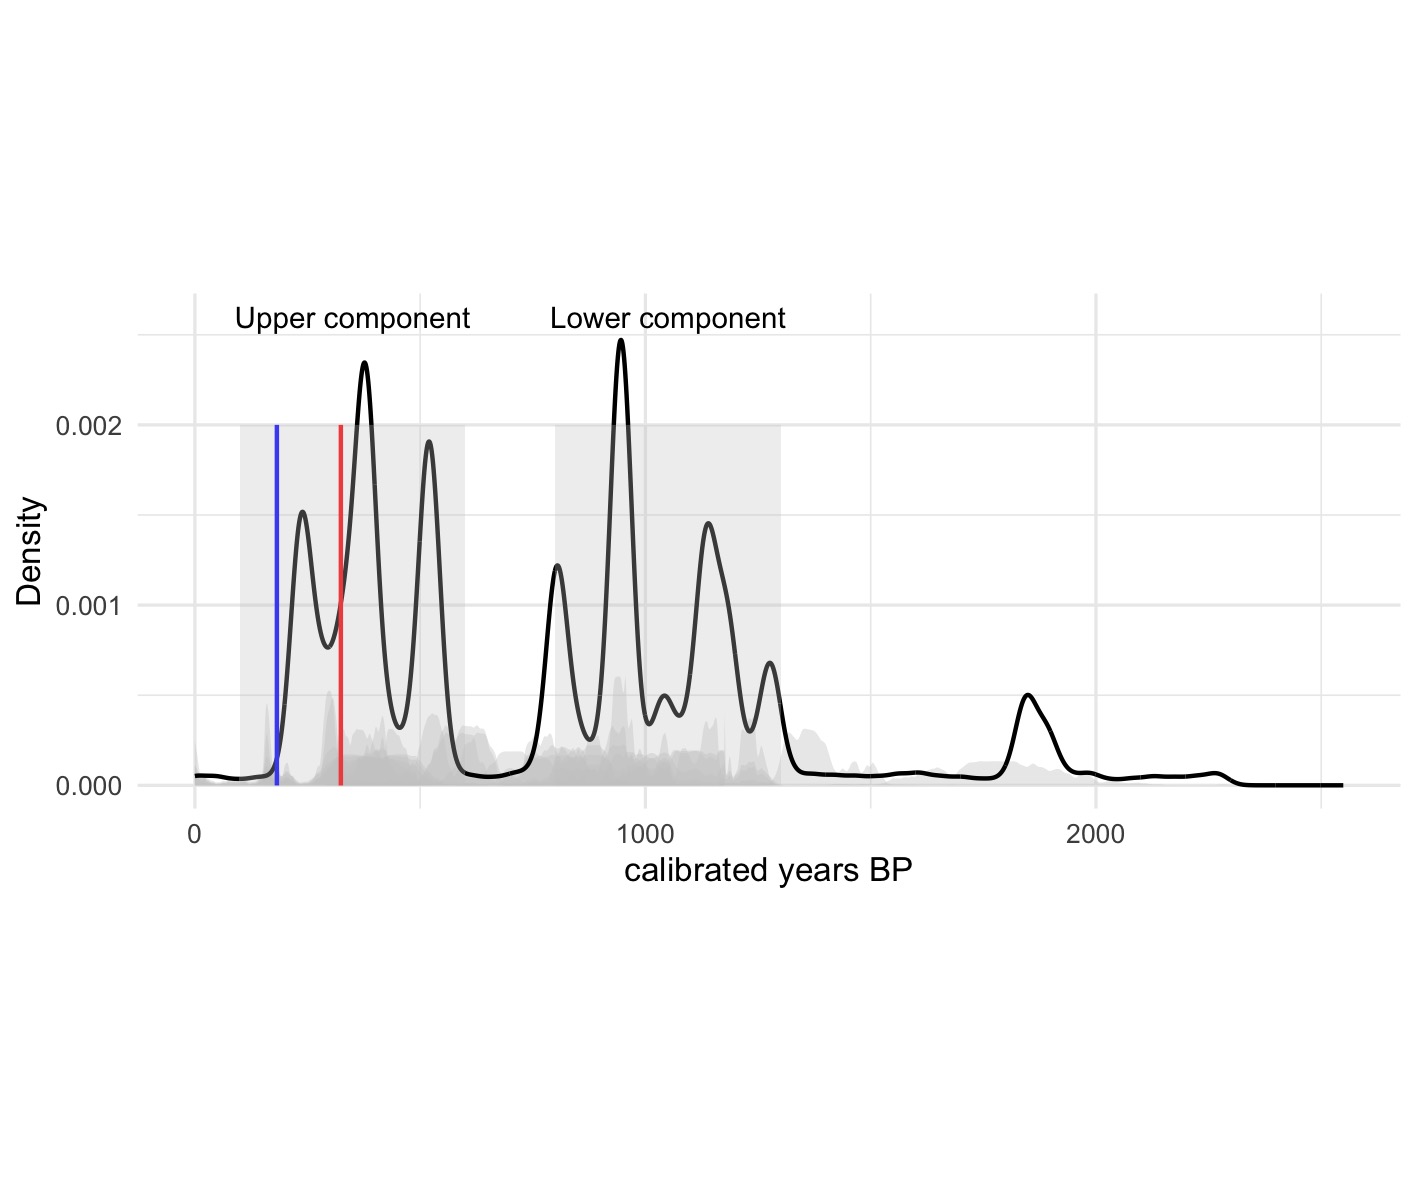 Upper component
Lower component
Density
0.002
0.001
0.000
0
1000
2000
calibrated years BP